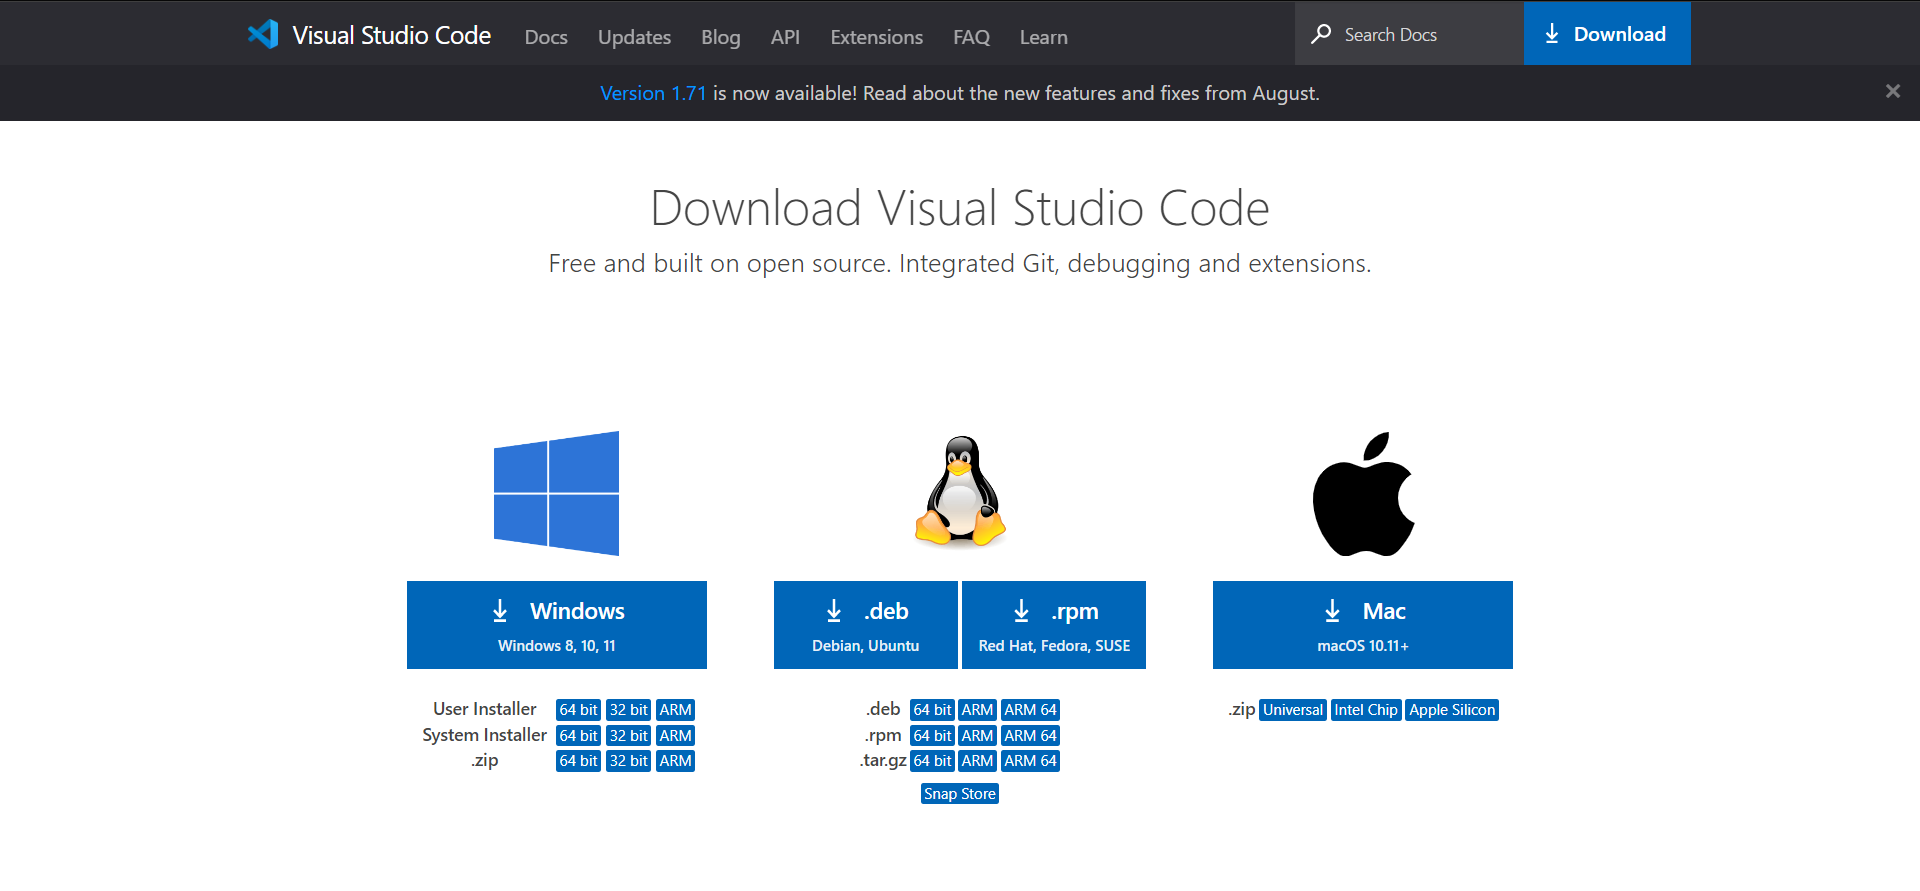 Visual Studio Code Docs Updates Blog API Extensions FAQ Learn Search Docs Download
Version 1.71 is now available! Read about the new features and fixes from August.
Download Visual Studio Code
Free and built on open source. Integrated Git, debugging and extensions.
Windows
Windows 8, 10, 11
User Installer 64 bit 32 bit ARM
System Installer 64 bit 32 bit ARM
.zip 64 bit 32 bit ARM
.deb
Debian, Ubuntu
.rpm
Red Hat, Fedora, SUSE
.deb 64 bit ARM ARM 64
.rpm 64 bit ARM ARM 64
.tar.gz 64 bit ARM ARM 64
Snap Store
Mac
macOS 10.11+
.zip Universal Intel Chip Apple Silicon